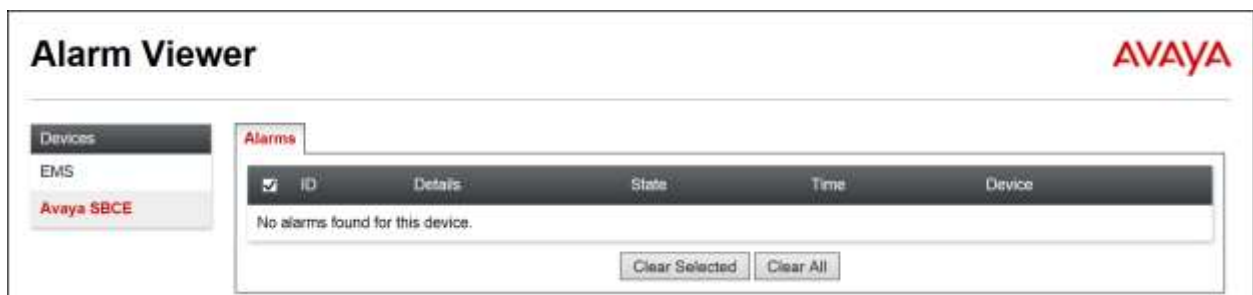 Alarm Viewer
AVAYA
Devices
EMS
Avaya SBCE
Alarms
ID Details State Time Device
No alarms found for this device.
Clear Selected Clear All